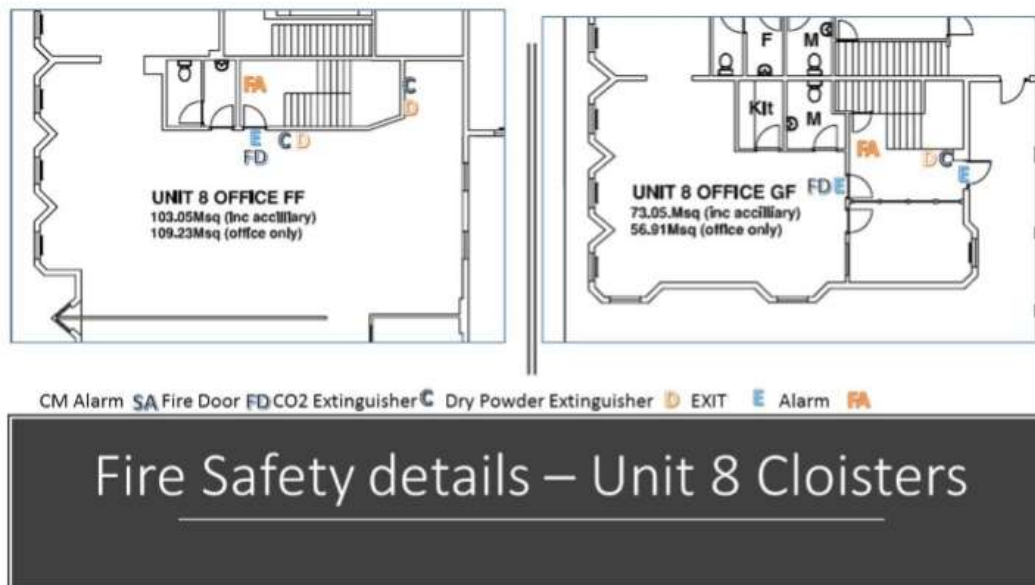 FA
C
D
E C D
FD
UNIT 8 OFFICE FF
103.05Msq (inc accilliary)
109.23Msq (office only)
F M
Kit
M
FA
D C
E
FD E
UNIT 8 OFFICE GF
73.05.Msq (inc accilliary)
56.91Msq (office only)
CM Alarm SA Fire Door FD CO2 Extinguisher C Dry Powder Extinguisher D EXIT E Alarm FA
Fire Safety details – Unit 8 Cloisters